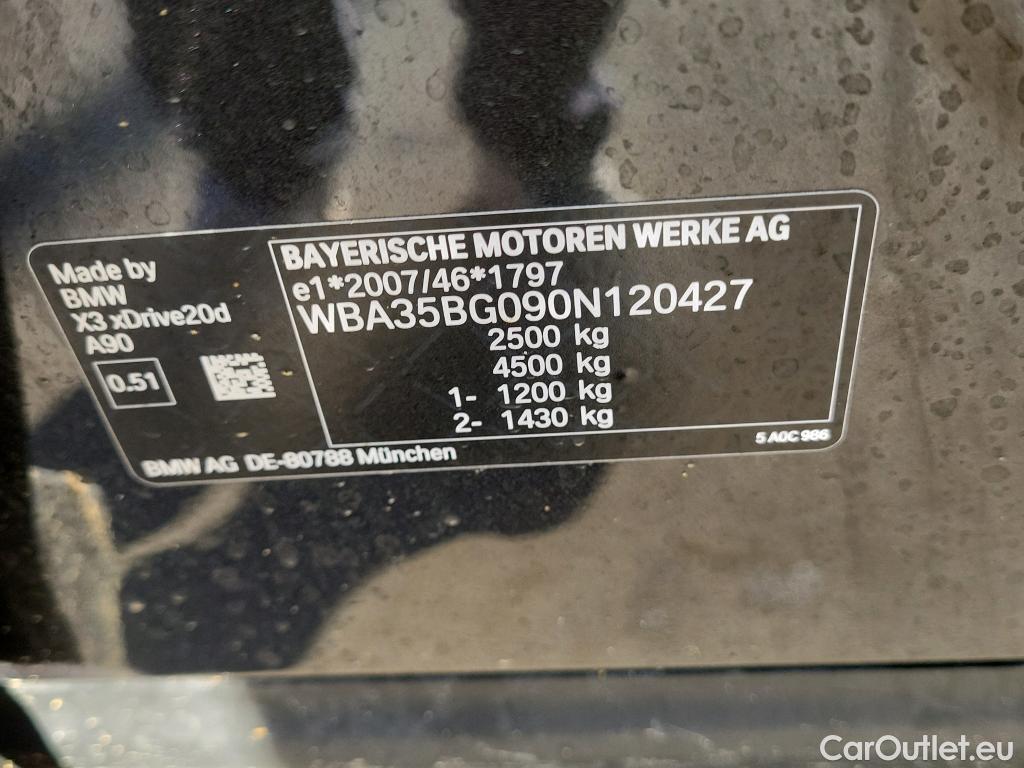 Made by
BMW
X3 xDrive20d
A90
0.51
BAYERISCHE MOTOREN WERKE AG
e1*2007/46*1797
WBA35BG090N120427
2500 kg
4500 kg
1- 1200 kg
2- 1430 kg
5 A0C 986
BMW AG DE-80788 München
CarOutlet.eu